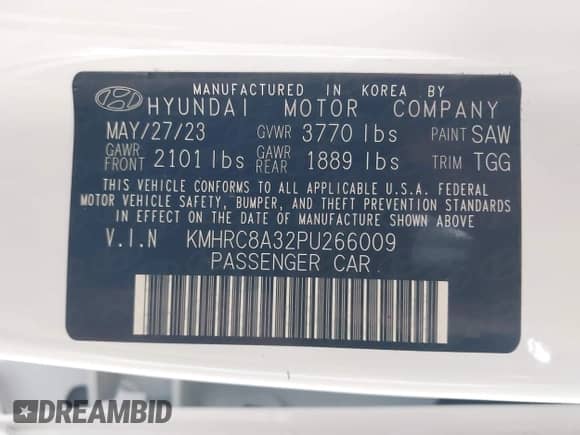 MANUFACTURED IN KOREA BY
HYUNDAI MOTOR COMPANY
MAY/27/23 GVWR 3770 lbs PAINT SAW
GAWR FRONT 2101 lbs GAWR REAR 1889 lbs TRIM TGG
THIS VEHICLE CONFORMS TO ALL APPLICABLE U.S.A. FEDERAL
MOTOR VEHICLE SAFETY, BUMPER, AND THEFT PREVENTION STANDARDS
IN EFFECT ON THE DATE OF MANUFACTURE SHOWN ABOVE
V.I.N KMHRC8A32PU266009
PASSENGER CAR
DREAMBID